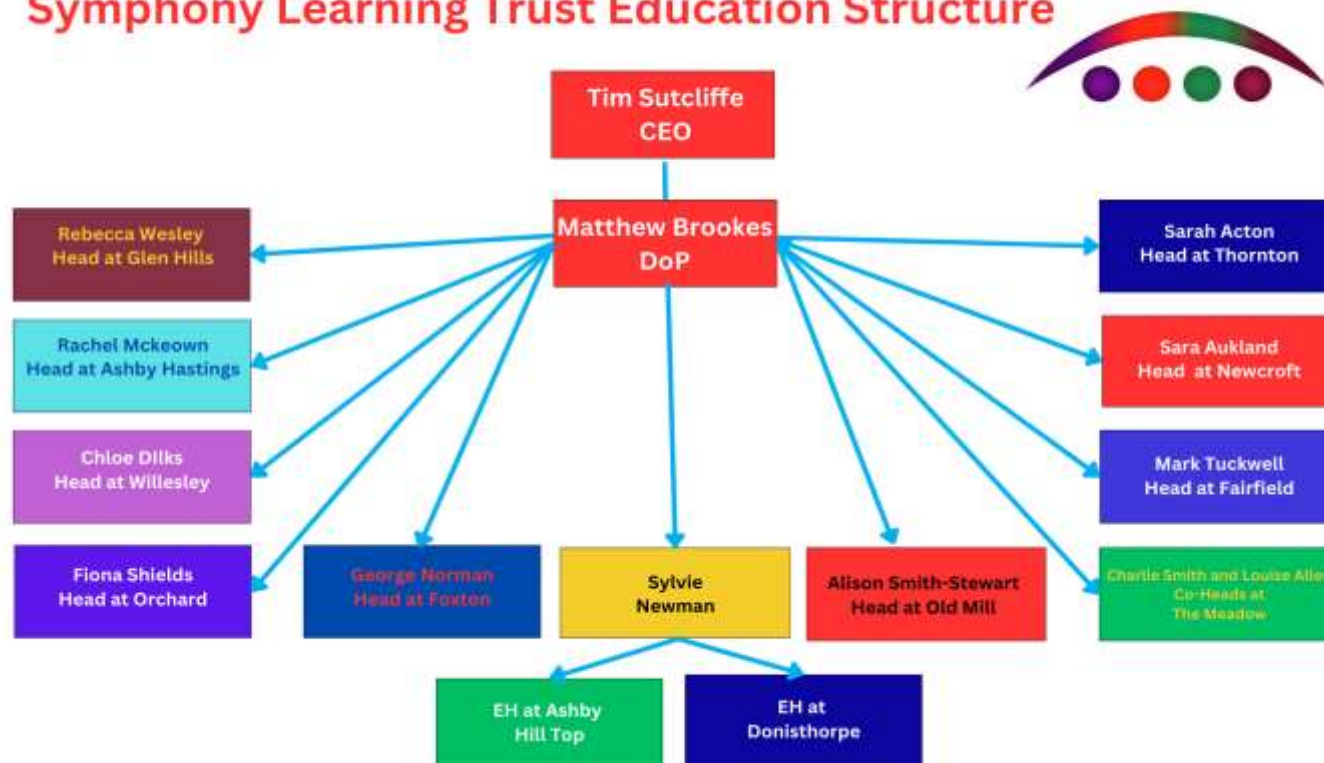 Symphony Learning Trust Education Structure
Tim Sutcliffe
CEO
Matthew Brookes
DoP
Rebecca Wesley
Head at Glen Hills
Rachel Mckeown
Head at Ashby Hastings
Chloe DIlks
Head at Willesley
Fiona Shields
Head at Orchard
George Norman
Head at Foxton
Sylvie
Newman
Alison Smith-Stewart
Head at Old Mill
Sarah Acton
Head at Thornton
Sara Aukland
Head at Newcroft
Mark Tuckwell
Head at Fairfield
Charlie Smith and Louise
Co-Heads at
The Meadow
EH at Ashby
Hill Top
EH at
Donisthorpe